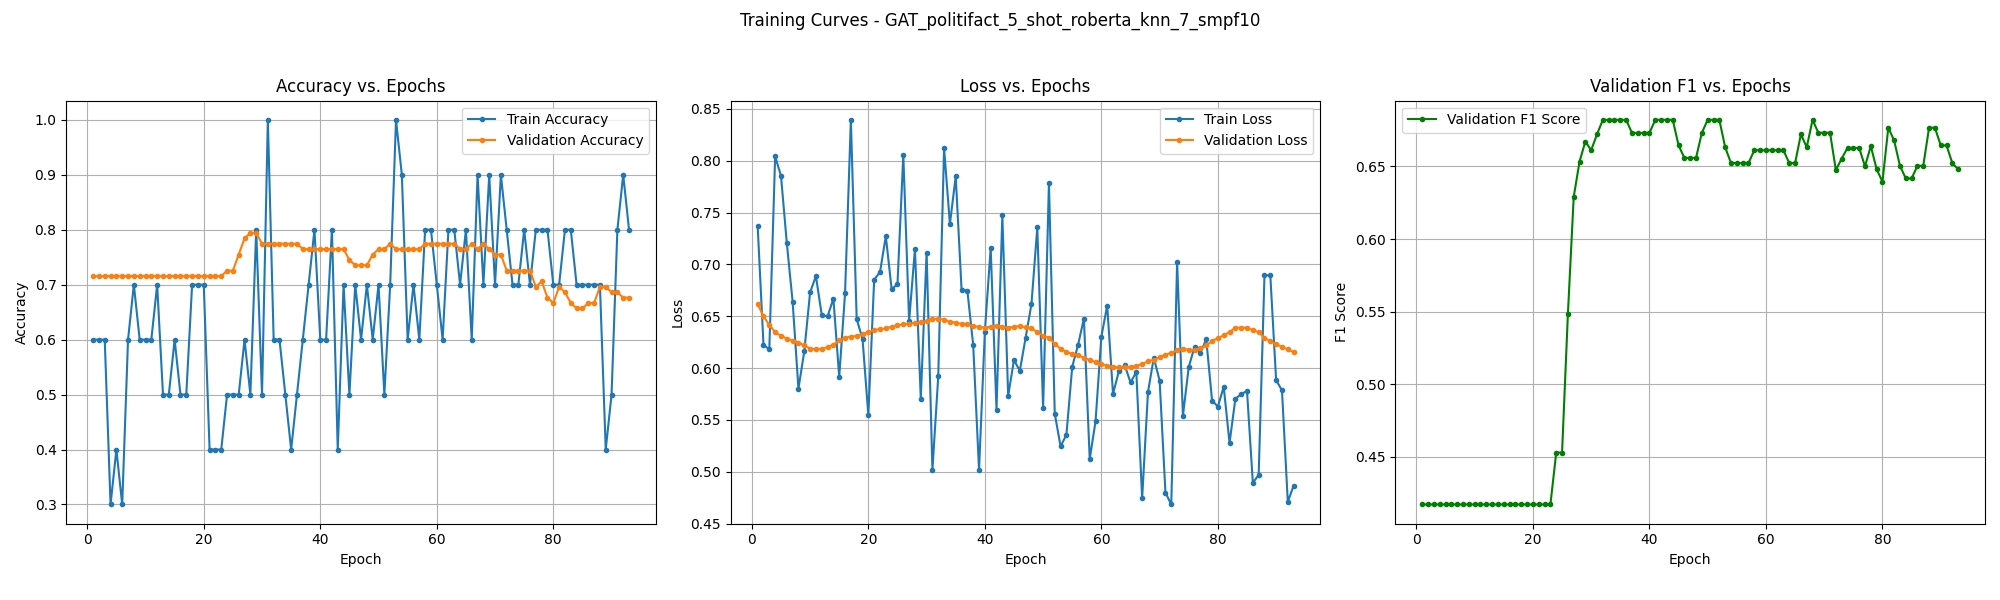 Training Curves - GAT_politifact_5_shot_roberta_knn_7_smpf10
Accuracy vs. Epochs
Train Accuracy
Validation Accuracy
1.0
0.9
0.8
0.7
0.6
0.5
0.4
0.3
Accuracy
0 20 40 60 80
Epoch
Loss vs. Epochs
Train Loss
Validation Loss
0.85
0.80
0.75
0.70
0.65
0.60
0.55
0.50
0.45
Loss
0 20 40 60 80
Epoch
Validation F1 vs. Epochs
Validation F1 Score
0.65
0.60
0.55
0.50
0.45
F1 Score
0 20 40 60 80
Epoch